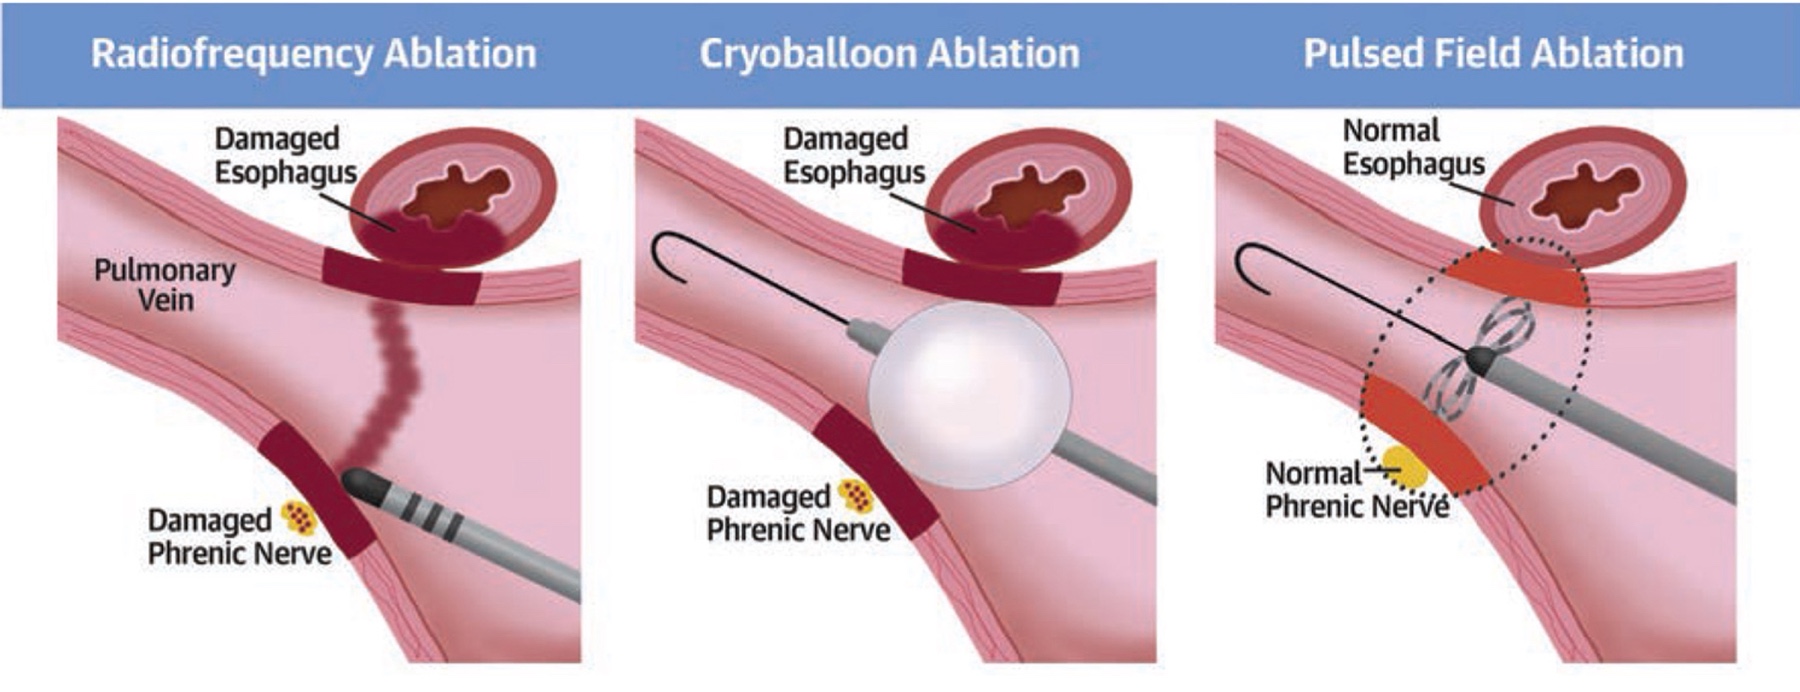 Radiofrequency Ablation
Cryoballoon Ablation
Pulsed Field Ablation
Damaged
Esophagus
Pulmonary
Vein
Damaged
Phrenic Nerve
Damaged
Esophagus
Damaged
Phrenic Nerve
Normal
Esophagus
Normal
Phrenic Nerve